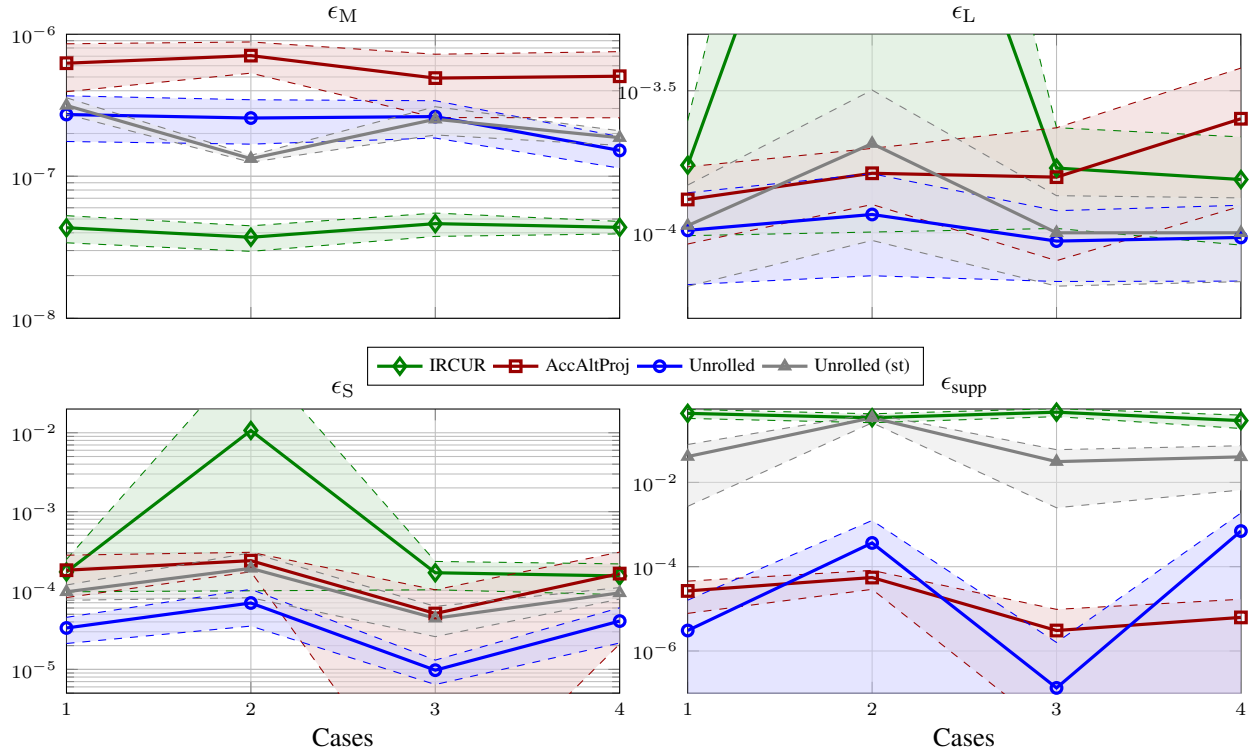 ϵM
ϵL
10−6
10−7
10−8
10−3.5
10−4
IRCUR
AccAltProj
Unrolled
Unrolled (st)
ϵS
ϵsupp
10−2
10−3
10−4
10−5
1 2 3 4
Cases
10−2
10−4
10−6
1 2 3 4
Cases